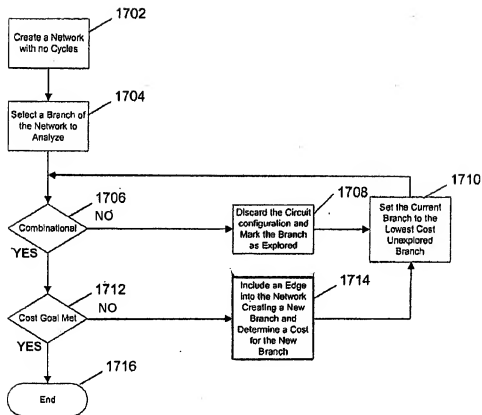 1702
Create a Network
with no Cycles
1704
Select a Branch of
the Network to
Analyze
1706
Combinational
NO
YES
1708
Discard the Circuit
configuration and
Mark the Branch
as Explored
1710
Set the Current
Branch to the
Lowest Cost
Unexplored
Branch
1712
Cost Goal Met
NO
YES
1714
Include an Edge
into the Network
Creating a New
Branch and
Determine a Cost
for the New
Branch
1716
End